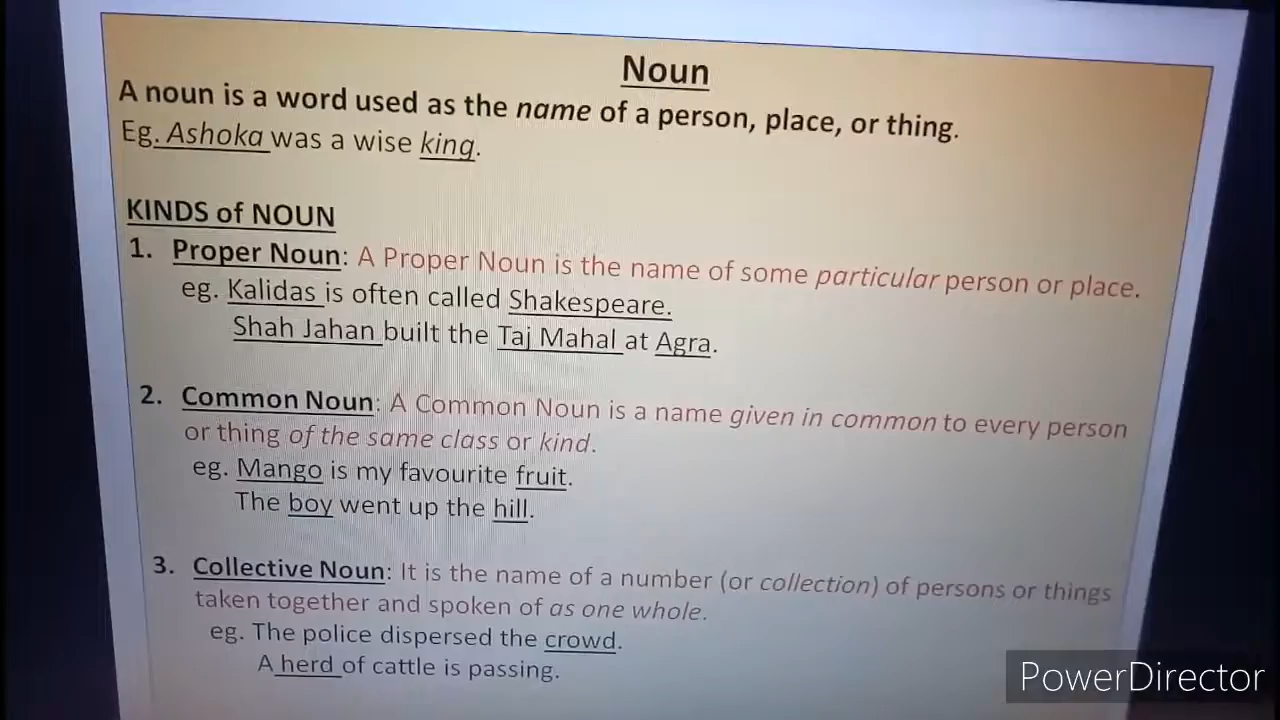 Noun
A noun is a word used as the name of a person, place, or thing.
Eg. Ashoka was a wise king.
KINDS of NOUN
1. Proper Noun: A Proper Noun is the name of some particular person or place.
eg. Kalidas is often called Shakespeare.
Shah Jahan built the Taj Mahal at Agra.
2. Common Noun: A Common Noun is a name given in common to every person
or thing of the same class or kind.
eg. Mango is my favourite fruit.
The boy went up the hill.
3. Collective Noun: It is the name of a number (or collection) of persons or things
taken together and spoken of as one whole.
eg. The police dispersed the crowd.
A herd of cattle is passing.
PowerDirector